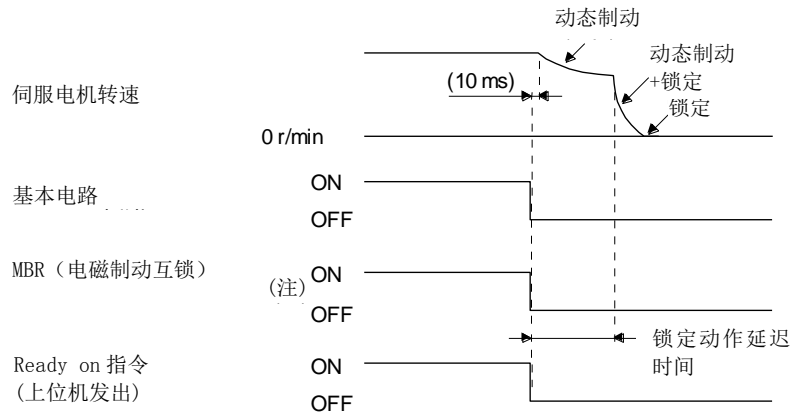 动态制动
动态制动
+锁定
锁定
(10 ms)
伺服电机转速
0 r/min
基本电路
ON
OFF
MBR（电磁制动互锁）
(注)
ON
OFF
锁定动作延迟
时间
Ready on 指令
(上位机发出)
ON
OFF